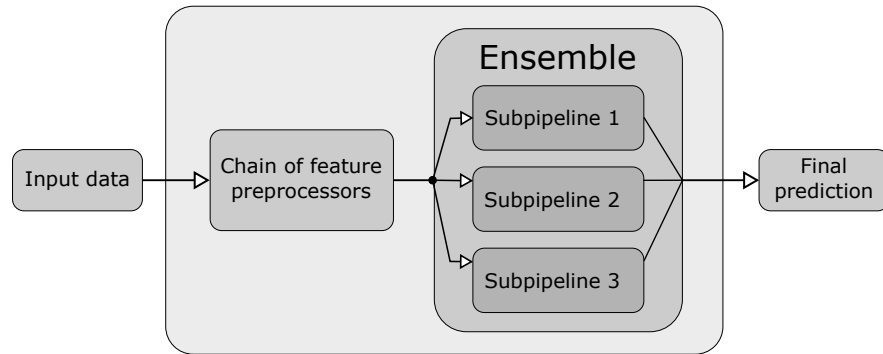 Ensemble
Subpipeline 1
Input data
Chain of feature
preprocessors
Subpipeline 2
Final
prediction
Subpipeline 3